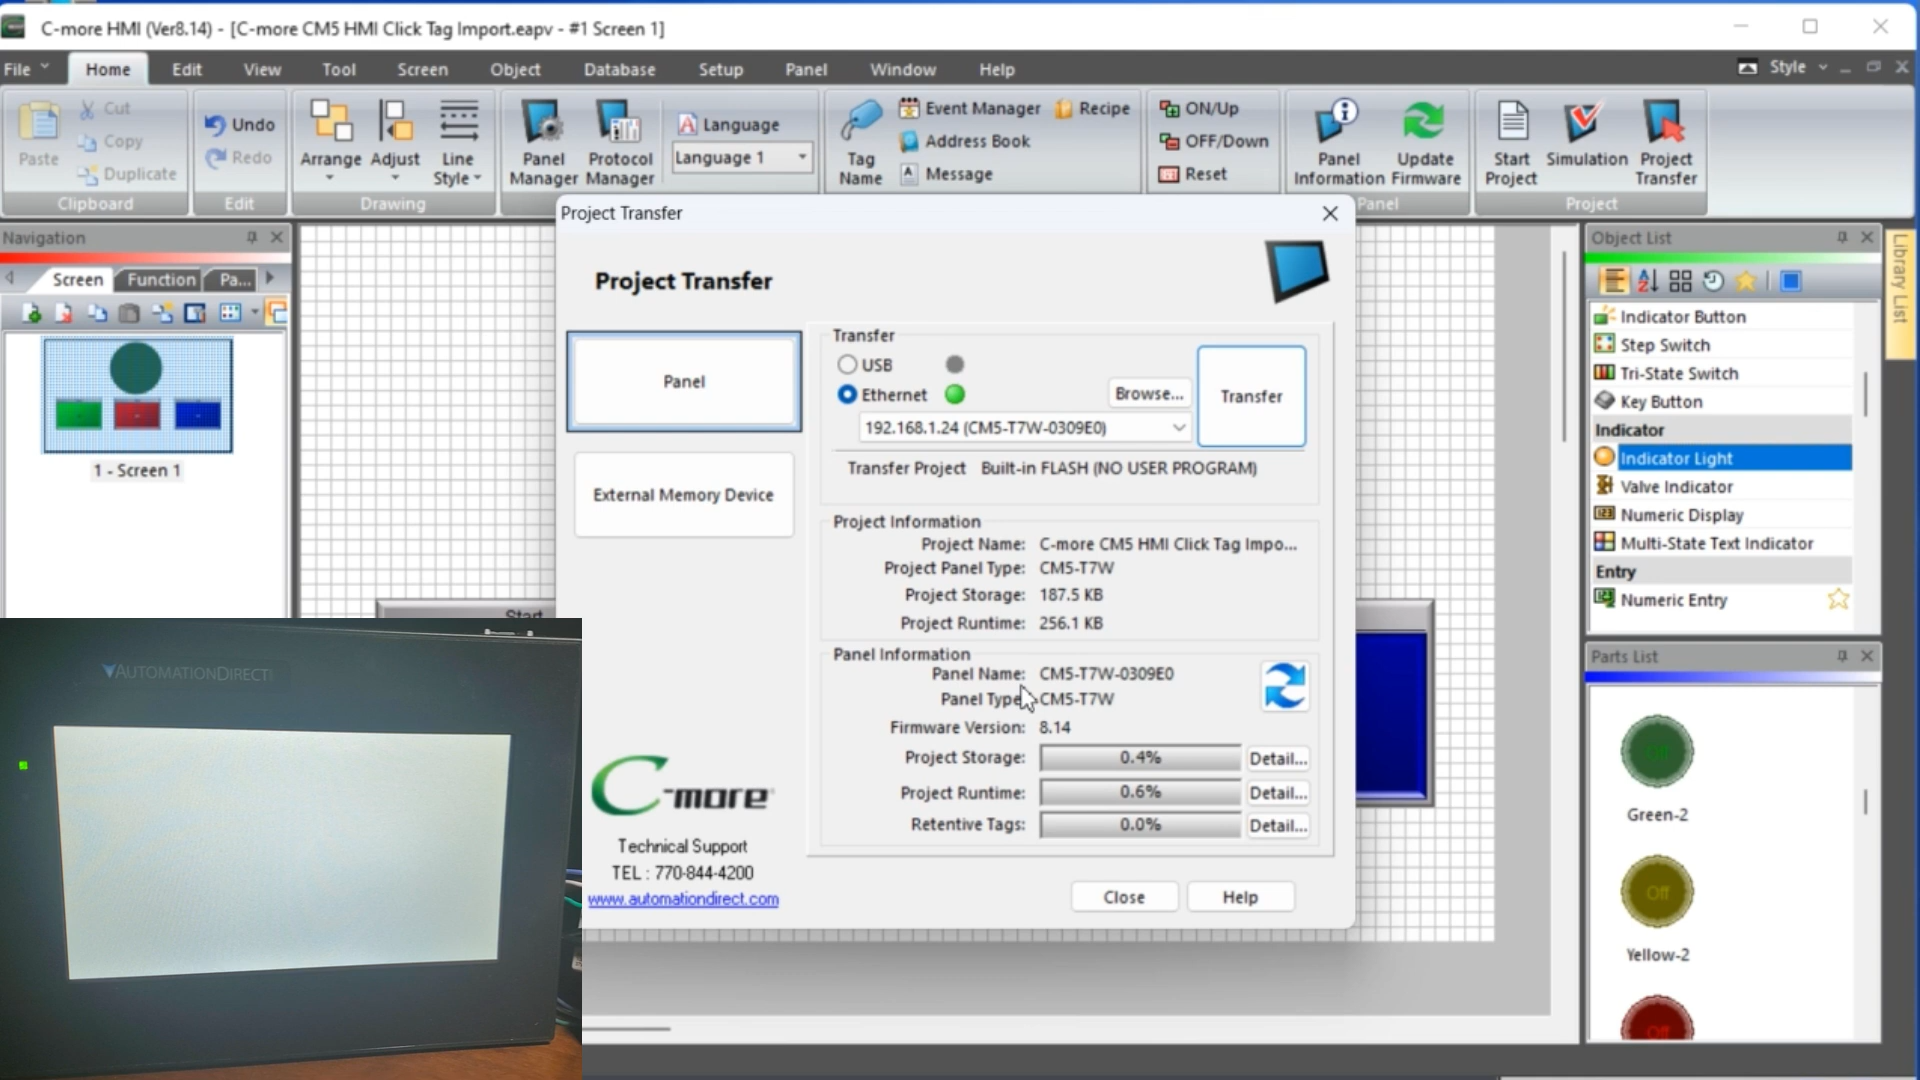 C-more HMI (Ver8.14) - [C-more CM5 HMI Click Tag Import.eapv - #1 Screen 1]
File Home Edit View Tool Screen Object Database Setup Panel Window Help Style
Paste
Cut
Copy
Duplicate
Clipboard
Undo
Redo
Edit
Arrange Adjust Line Style
Drawing
Panel Manager
Protocol Manager
Language
Language 1
Tag Name
Event Manager
Recipe
Address Book
Message
ON/Up
OFF/Down
Reset
Panel Information
Update Firmware
Panel
Start Project
Simulation
Project Transfer
Project
Navigation
Screen Function Pa...
1 - Screen 1
Start
Project Transfer
Project Transfer
Panel
External Memory Device
Transfer
USB
Ethernet
Browse...
192.168.1.24 (CM5-T7W-0309E0)
Transfer
Transfer Project Built-in FLASH (NO USER PROGRAM)
Project Information
Project Name: C-more CM5 HMI Click Tag Impo...
Project Panel Type: CM5-T7W
Project Storage: 187.5 KB
Project Runtime: 256.1 KB
Panel Information
Panel Name: CM5-T7W-0309E0
Panel Type CM5-T7W
Firmware Version: 8.14
Project Storage: 0.4% Detail...
Project Runtime: 0.6% Detail...
Retentive Tags: 0.0% Detail...
C-more
Technical Support
TEL : 770-844-4200
www.automationdirect.com
Close Help
Object List
Indicator Button
Step Switch
Tri-State Switch
Key Button
Indicator
Indicator Light
Valve Indicator
Numeric Display
Multi-State Text Indicator
Entry
Numeric Entry
Library List
Parts List
Off
Green-2
Off
Yellow-2
Off
AUTOMATIONDIRECT